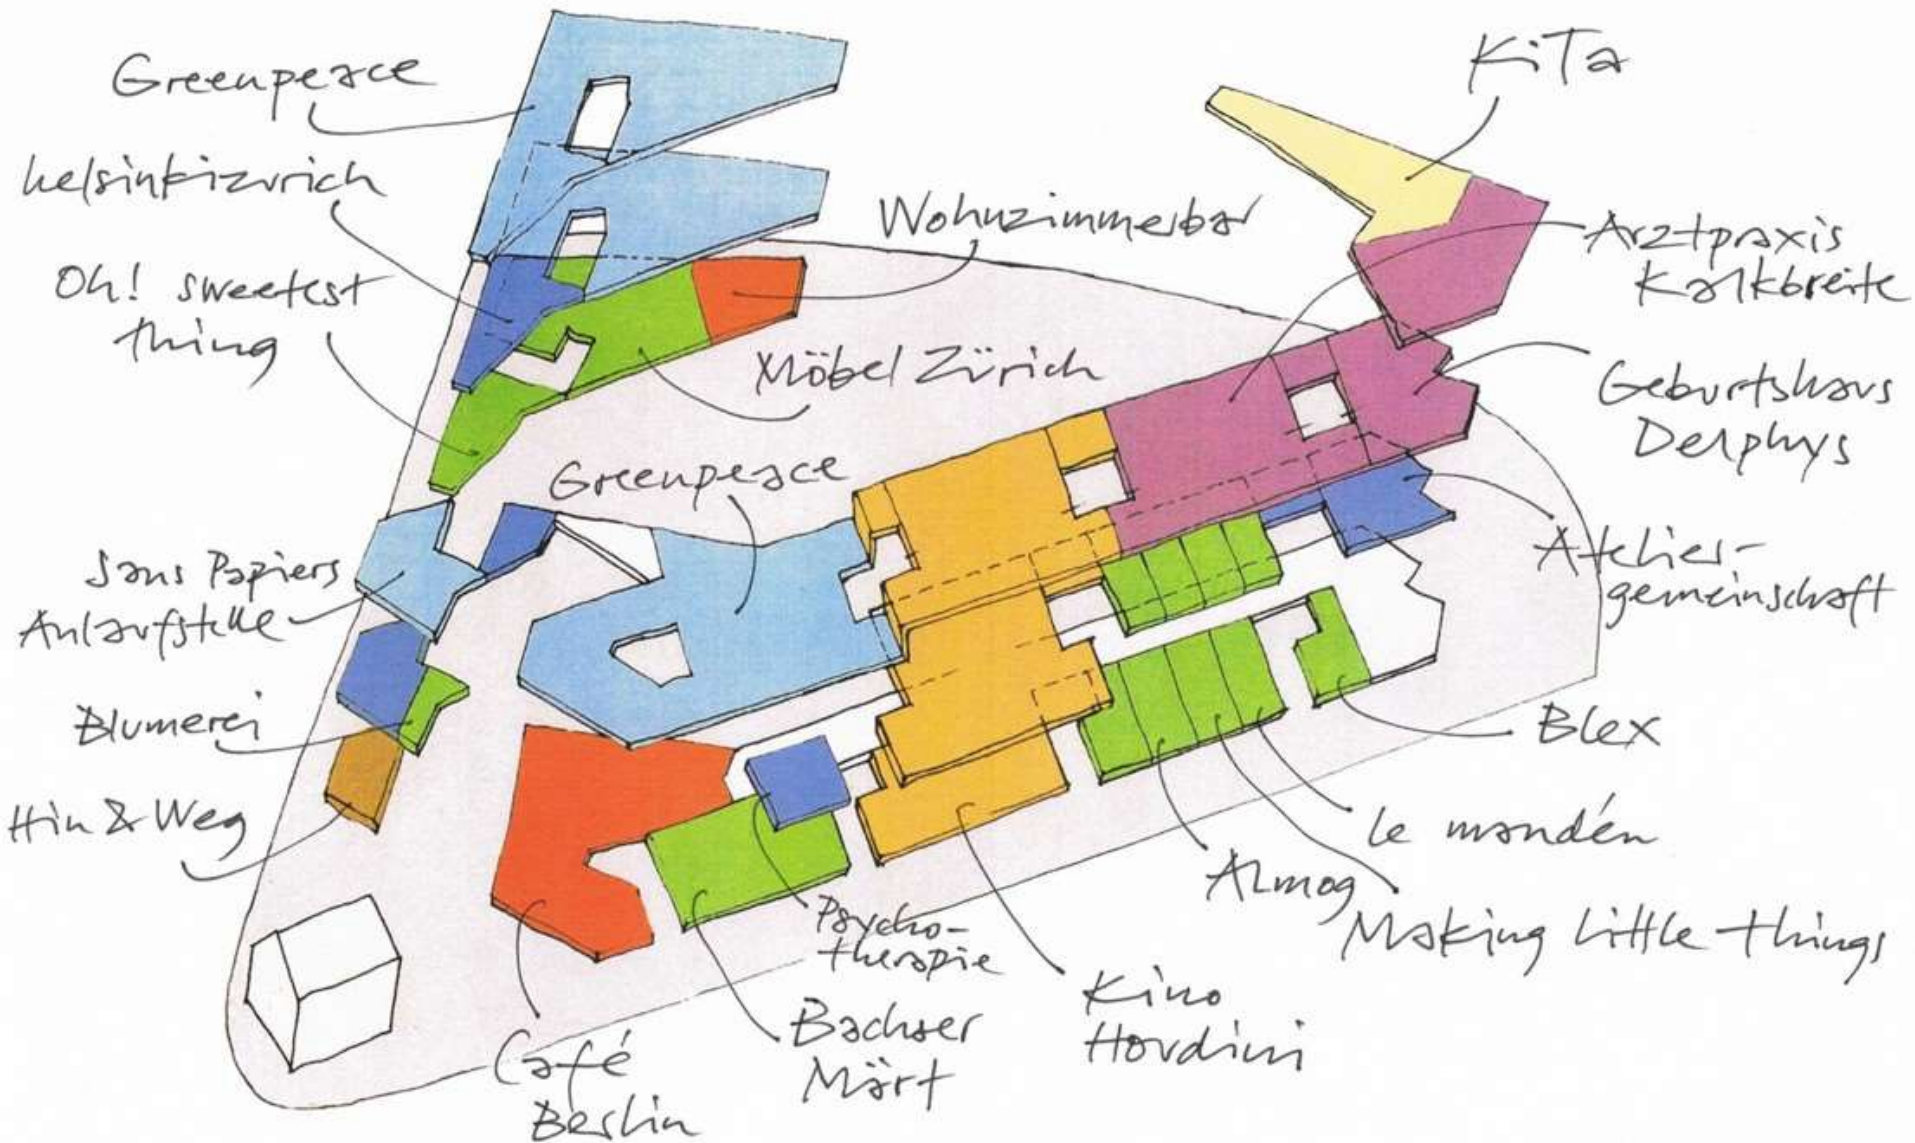 Greenpeace
helsinkizurich
Oh! sweetest
thing
Wohnzimmerbar
Möbel Zürich
KiTa
Arztpraxis
Kalkbreite
Geburtshaus
Delphys
Greenpeace
Atelier-
gemeinschaft
Sans Papiers
Anlaufstelle
Blumerei
Hin & Weg
Blex
le mandén
Almog
Making little things
Psycho-
therapie
Kino
Houdini
Bachser
Märt
Café
Berlin